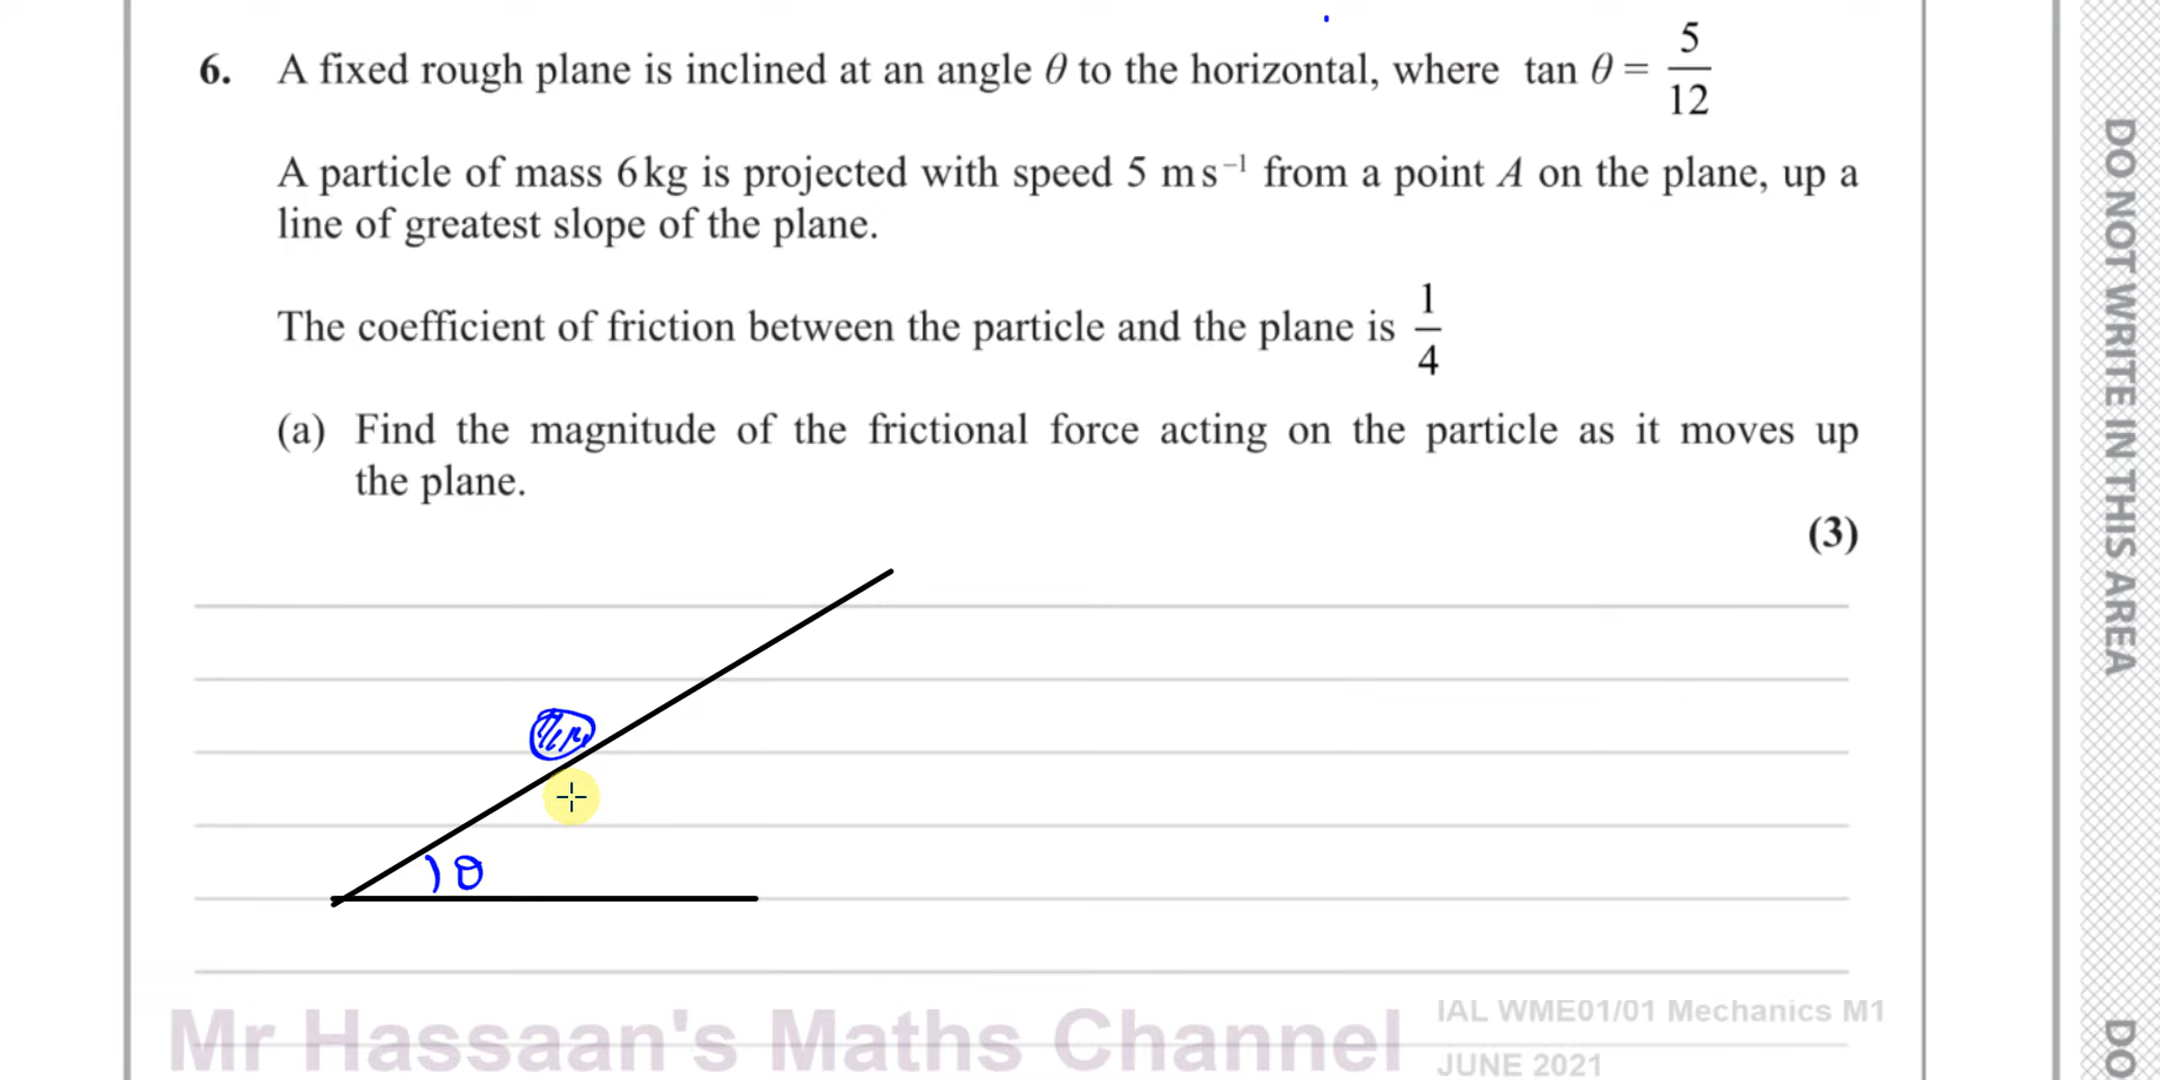 6. A fixed rough plane is inclined at an angle θ to the horizontal, where tan θ = 5/12
A particle of mass 6 kg is projected with speed 5 m s⁻¹ from a point A on the plane, up a
line of greatest slope of the plane.
The coefficient of friction between the particle and the plane is 1/4
(a) Find the magnitude of the frictional force acting on the particle as it moves up
the plane.
(3)
θ
Mr Hassaan's Maths Channel
IAL WME01/01 Mechanics M1
JUNE 2021
DO NOT WRITE IN THIS AREA
DO